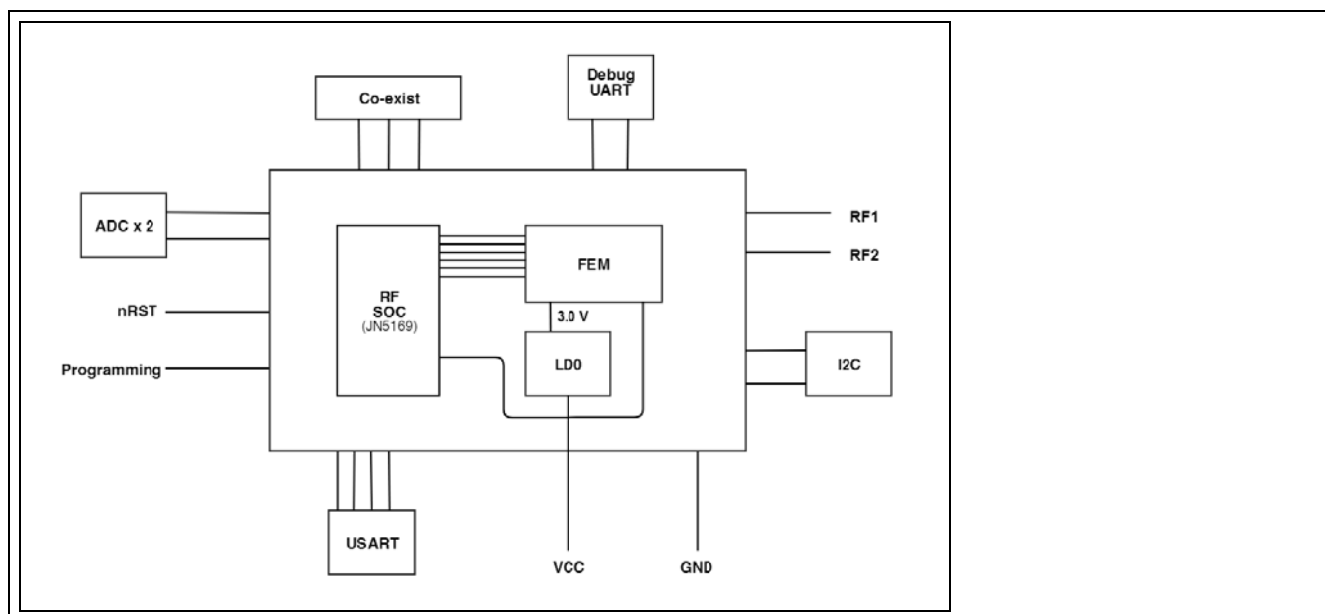 Debug
UART
Co-exist
ADC x 2
RF1
RF2
FEM
RF
SOC
(JN5169)
nRST
3.0 V
LDO
I2C
Programming
USART
VCC
GND